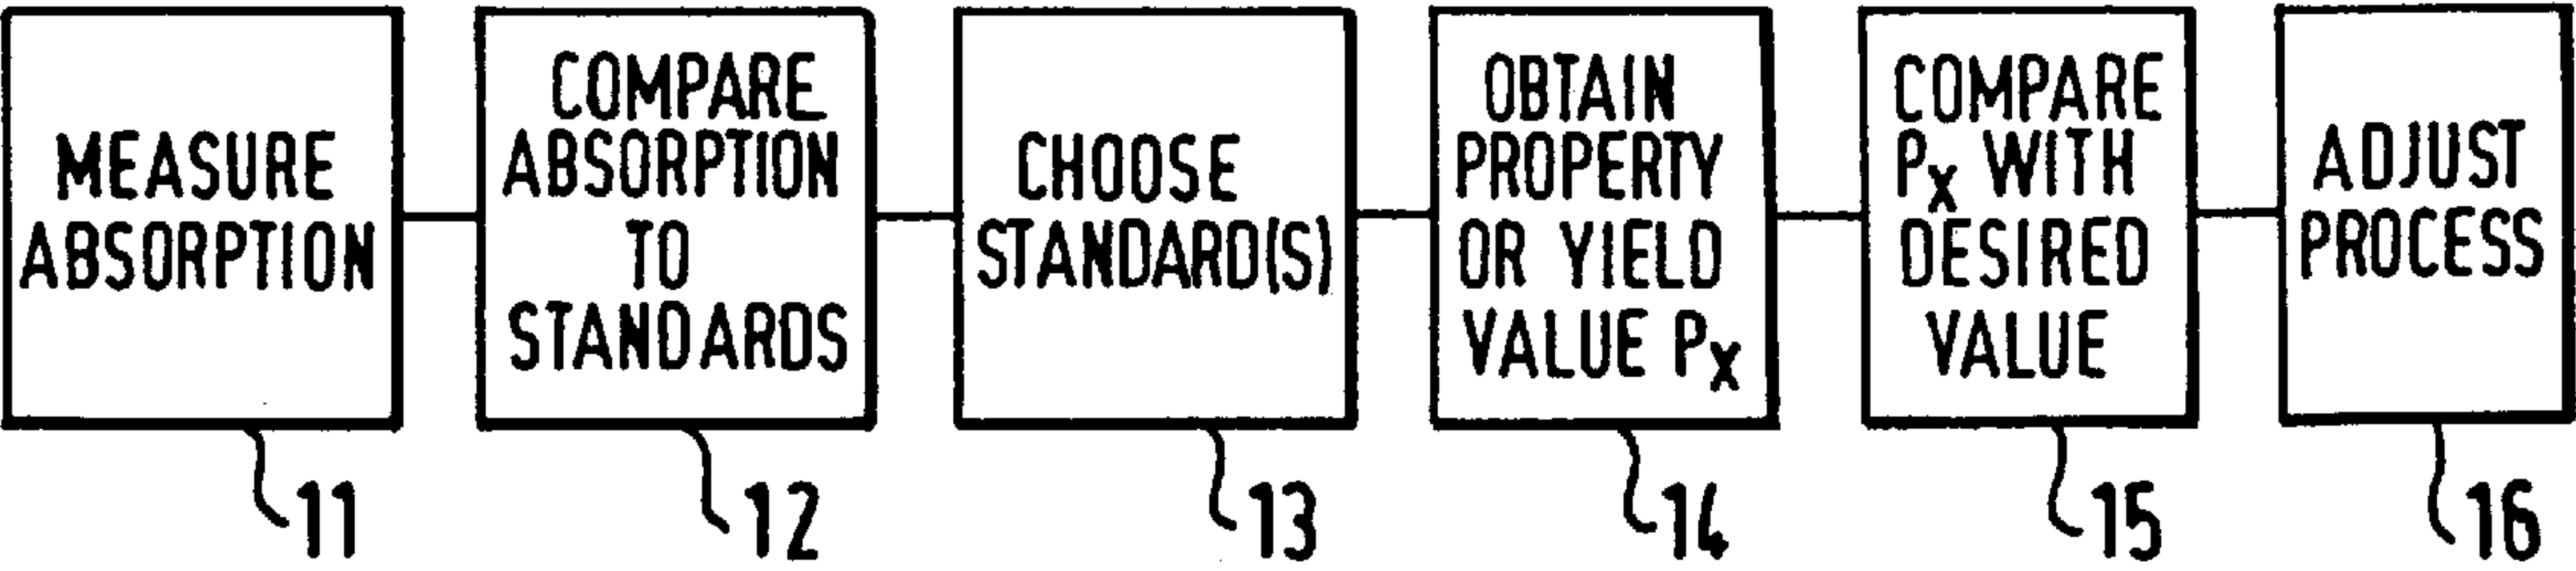 MEASURE
ABSORPTION
COMPARE
ABSORPTION
TO
STANDARDS
CHOOSE
STANDARD(S)
OBTAIN
PROPERTY
OR YIELD
VALUE PX
COMPARE
PX WITH
DESIRED
VALUE
ADJUST
PROCESS
11
12
13
14
15
16